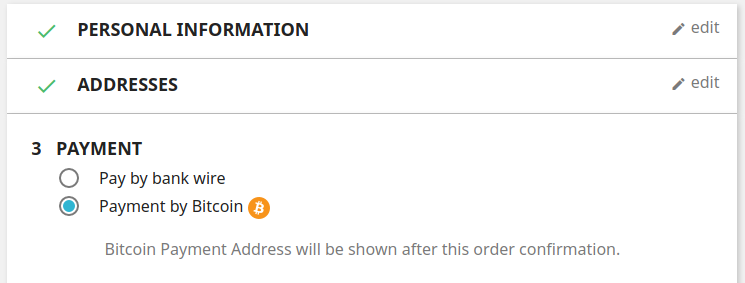 PERSONAL INFORMATION edit
ADDRESSES edit
3 PAYMENT
Pay by bank wire
Payment by Bitcoin
Bitcoin Payment Address will be shown after this order confirmation.